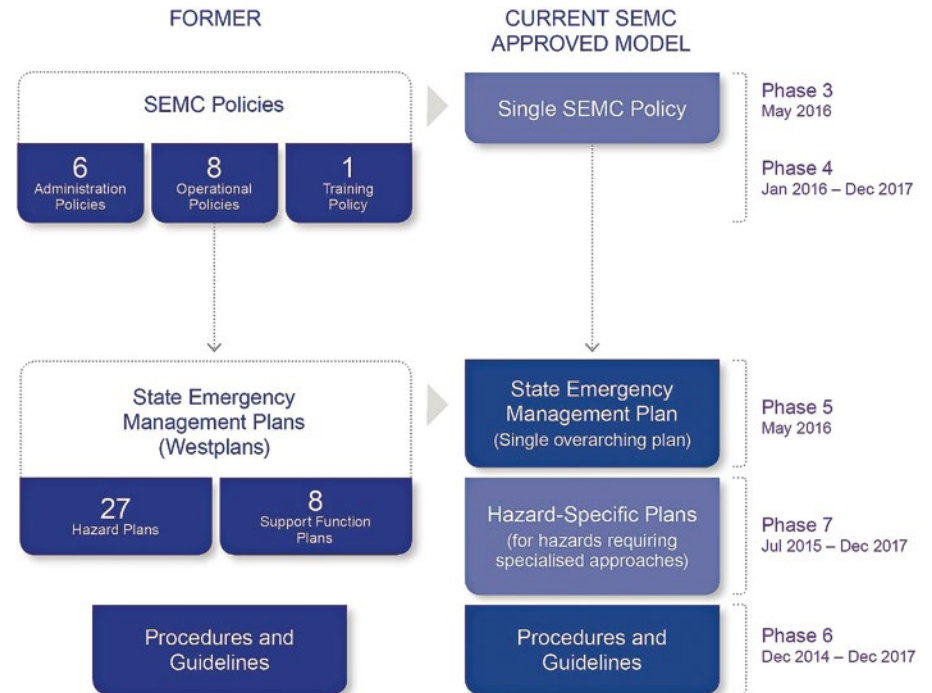 FORMER
CURRENT SEMC
APPROVED MODEL
SEMC Policies
6
Administration
Policies
8
Operational
Policies
1
Training
Policy
Single SEMC Policy
Phase 3
May 2016
Phase 4
Jan 2016 – Dec 2017
State Emergency
Management Plans
(Westplans)
27
Hazard Plans
8
Support Function
Plans
State Emergency
Management Plan
(Single overarching plan)
Phase 5
May 2016
Hazard-Specific Plans
(for hazards requiring
specialised approaches)
Phase 7
Jul 2015 – Dec 2017
Procedures and
Guidelines
Procedures and
Guidelines
Phase 6
Dec 2014 – Dec 2017